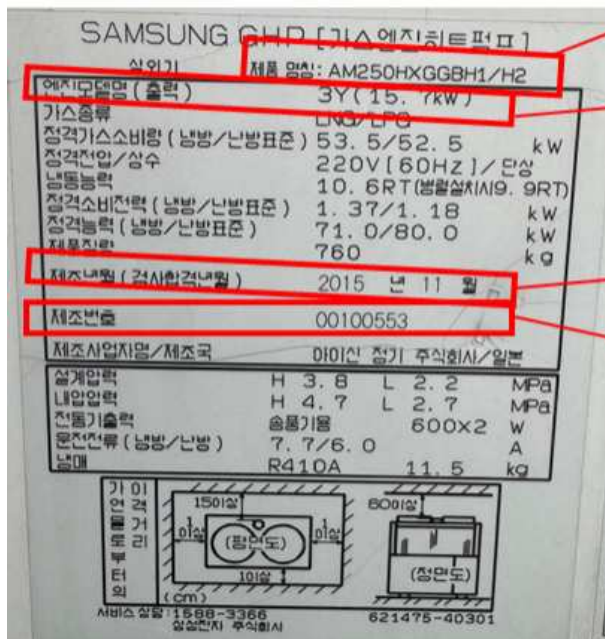 SAMSUNG GHP [가스엔진히트펌프]
실외기 제품 명칭: AM250HXGGBH1/H2
엔진모델명(출력) 3Y(15. 7kW)
가스종류 LNG/LPG
정격가스소비량(냉방/난방표준) 53.5/52.5 kW
정격전압/상수 220V[60HZ]/단상
냉동능력 10. 6RT(병렬설치시9. 9RT)
정격소비전력(냉방/난방표준) 1. 37/1. 18 kW
정격능력(냉방/난방표준) 71. 0/80. 0 kW
제품질량 760 kg
제조년월(검사합격년월) 2015 년 11 월
제조번호 00100553
제조사업자명/제조국 아이신 정기 주식회사/일본
설계압력 H 3. 8 L 2. 2 MPa
내압압력 H 4. 7 L 2. 7 MPa
전동기출력 송풍기용 600x2 W
운전전류(냉방/난방) 7. 7/6. 0 A
냉매 R410A 11. 5 kg
가연물로부터의 이격거리
15이상
1이상
(평면도)
1이상
10이상
(cm)
60이상
(정면도)
서비스 상담:1588-3366
삼성전자 주식회사
621475-40301